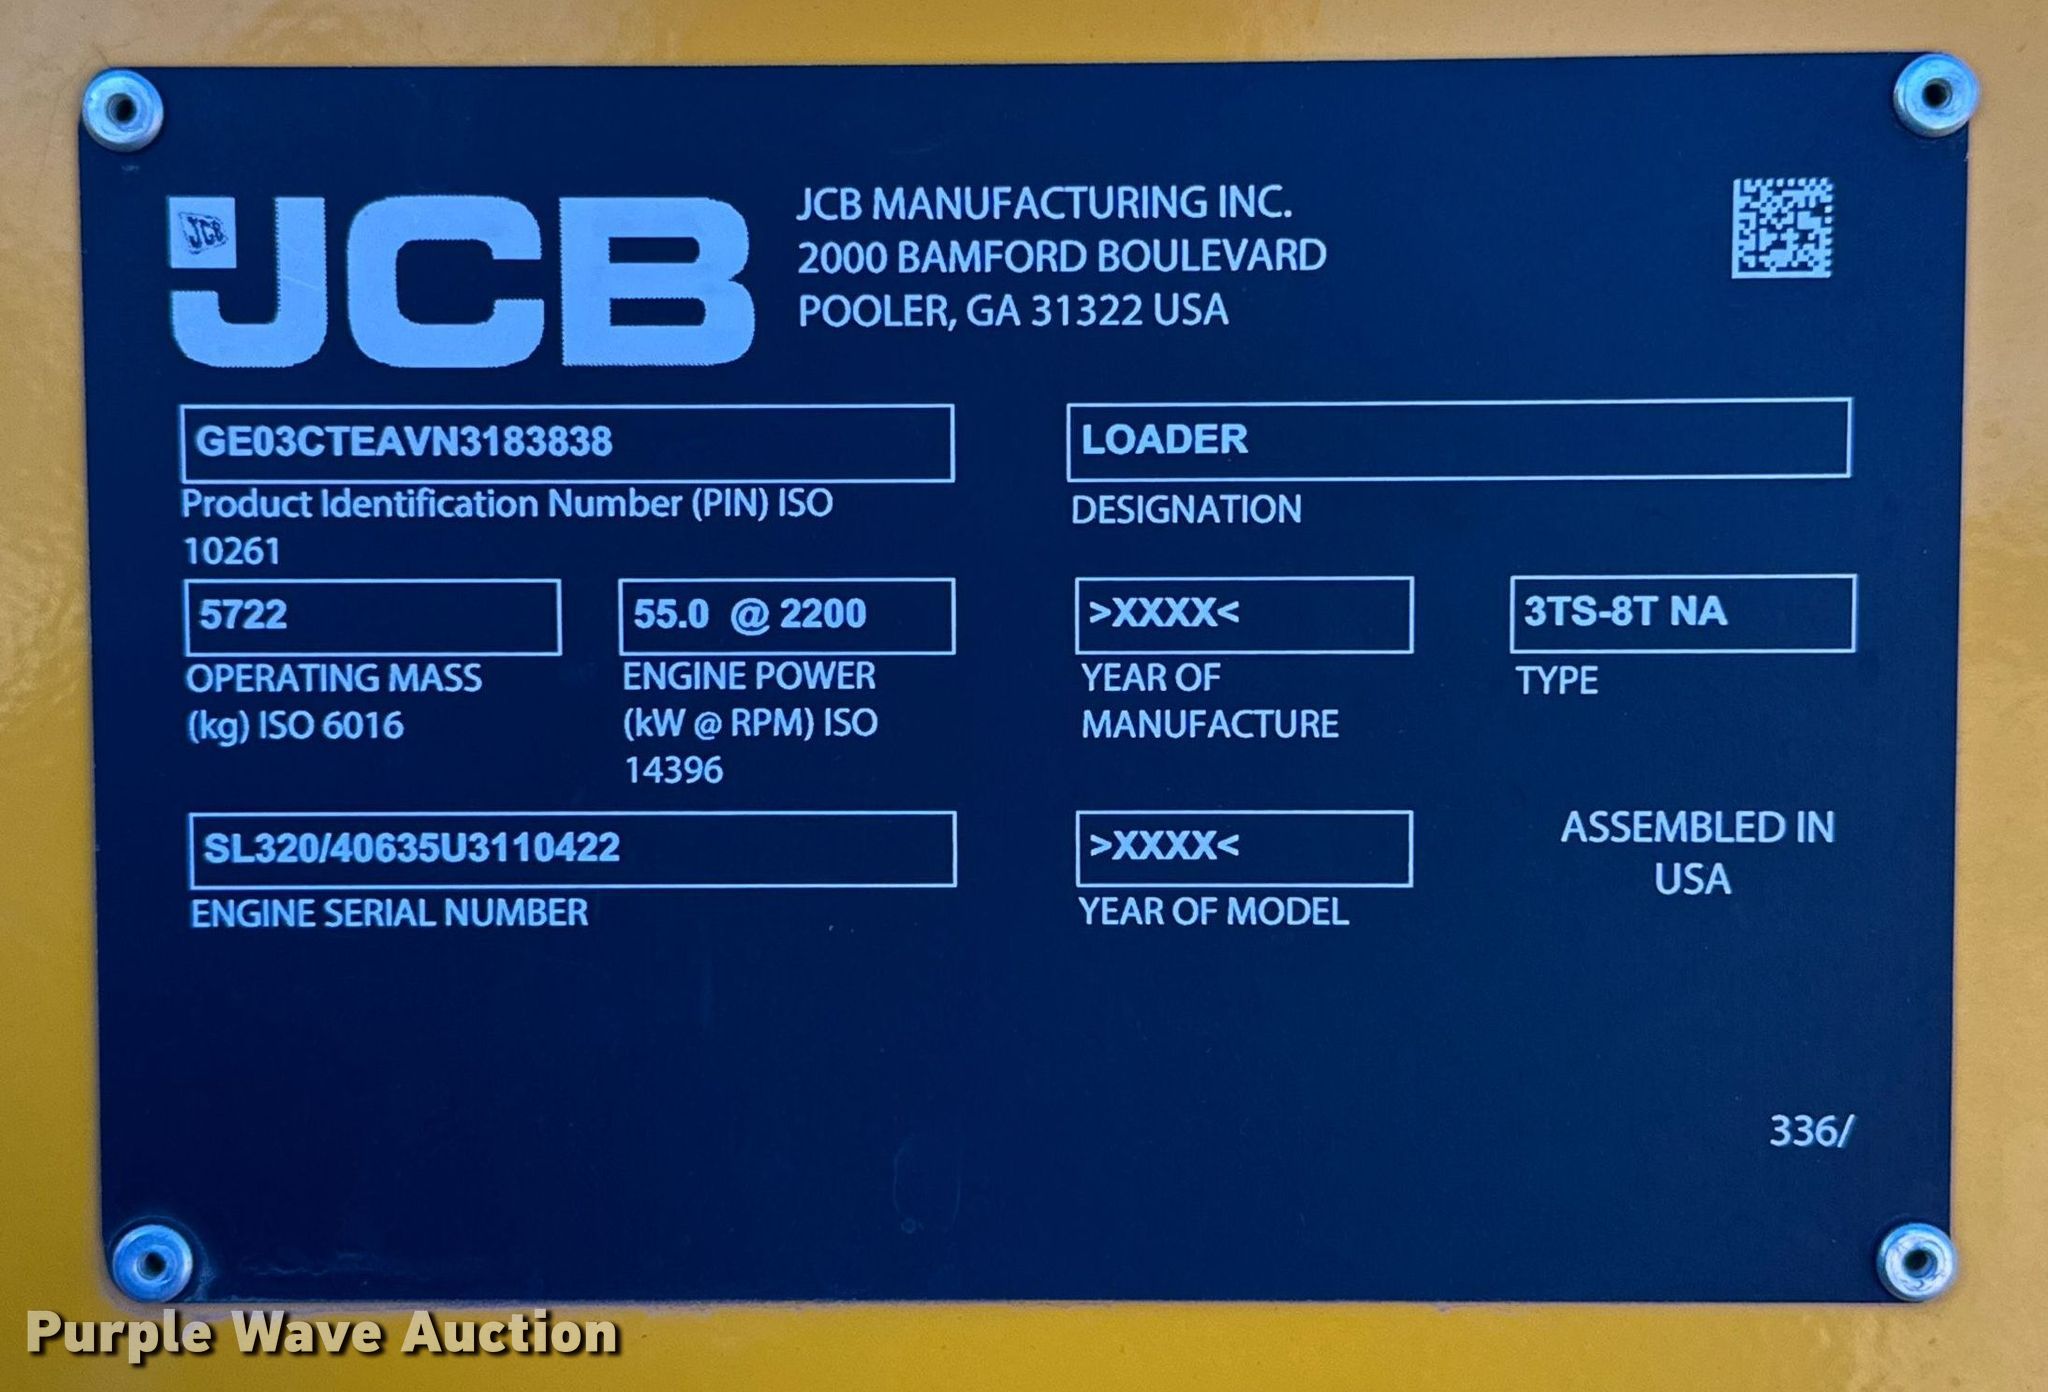 JCB
JCB
JCB MANUFACTURING INC.
2000 BAMFORD BOULEVARD
POOLER, GA 31322 USA
GE03CTEAVN3183838
Product Identification Number (PIN) ISO
10261
LOADER
DESIGNATION
5722
OPERATING MASS
(kg) ISO 6016
55.0 @ 2200
ENGINE POWER
(kW @ RPM) ISO
14396
>XXXX<
YEAR OF
MANUFACTURE
3TS-8T NA
TYPE
SL320/40635U3110422
ENGINE SERIAL NUMBER
>XXXX<
YEAR OF MODEL
ASSEMBLED IN
USA
336/
Purple Wave Auction